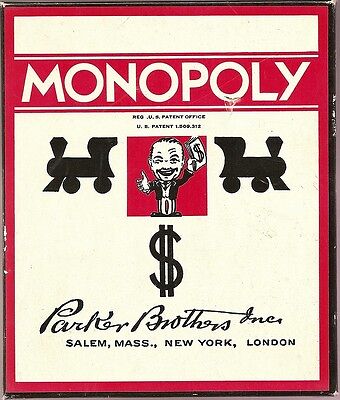 MONOPOLY
REG .U.S. PATENT OFFICE
U. S. PATENT 1,509,312
$
$
Parker Brothers Inc.
SALEM, MASS., NEW YORK, LONDON